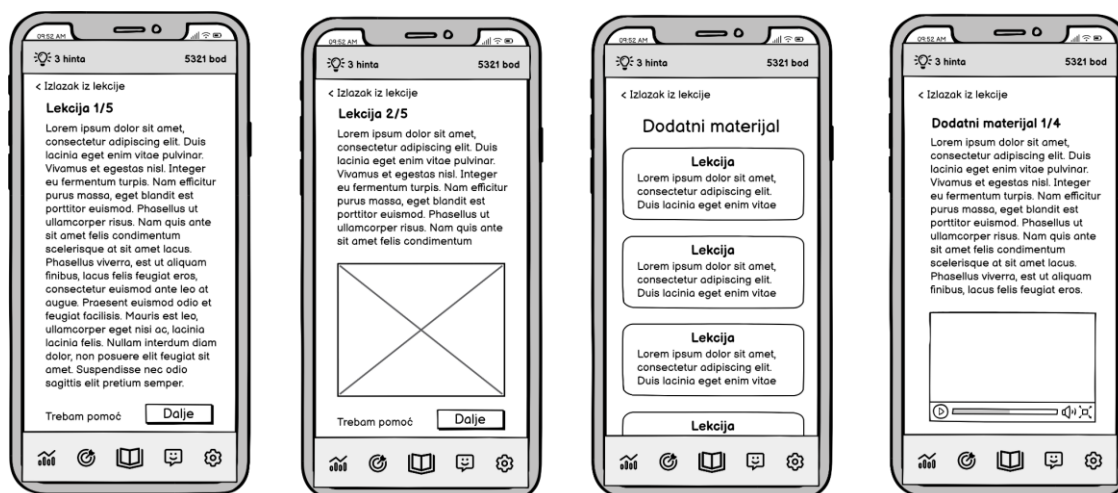 09:52 AM
3 hinta 5321 bod
< Izlazak iz lekcije
Lekcija 1/5
Lorem ipsum dolor sit amet,
consectetur adipiscing elit. Duis
lacinia eget enim vitae pulvinar.
Vivamus et egestas nisl. Integer
eu fermentum turpis. Nam efficitur
purus massa, eget blandit est
porttitor euismod. Phasellus ut
ullamcorper risus. Nam quis ante
sit amet felis condimentum
scelerisque at sit amet lacus.
Phasellus viverra, est ut aliquam
finibus, lacus felis feugiat eros,
consectetur euismod ante leo at
augue. Praesent euismod odio et
feugiat facilisis. Mauris est leo,
ullamcorper eget nisi ac, lacinia
lacinia felis. Nullam interdum diam
dolor, non posuere elit feugiat sit
amet. Suspendisse nec odio
sagittis elit pretium semper.
Trebam pomoć Dalje
09:52 AM
3 hinta 5321 bod
< Izlazak iz lekcije
Lekcija 2/5
Lorem ipsum dolor sit amet,
consectetur adipiscing elit. Duis
lacinia eget enim vitae pulvinar.
Vivamus et egestas nisl. Integer
eu fermentum turpis. Nam efficitur
purus massa, eget blandit est
porttitor euismod. Phasellus ut
ullamcorper risus. Nam quis ante
sit amet felis condimentum
Trebam pomoć Dalje
09:52 AM
3 hinta 5321 bod
< Izlazak iz lekcije
Dodatni materijal
Lekcija
Lorem ipsum dolor sit amet,
consectetur adipiscing elit.
Duis lacinia eget enim vitae
Lekcija
Lorem ipsum dolor sit amet,
consectetur adipiscing elit.
Duis lacinia eget enim vitae
Lekcija
Lorem ipsum dolor sit amet,
consectetur adipiscing elit.
Duis lacinia eget enim vitae
Lekcija
09:52 AM
3 hinta 5321 bod
< Izlazak iz lekcije
Dodatni materijal 1/4
Lorem ipsum dolor sit amet,
consectetur adipiscing elit. Duis
lacinia eget enim vitae pulvinar.
Vivamus et egestas nisl. Integer
eu fermentum turpis. Nam efficitur
purus massa, eget blandit est
porttitor euismod. Phasellus ut
ullamcorper risus. Nam quis ante
sit amet felis condimentum
scelerisque at sit amet lacus.
Phasellus viverra, est ut aliquam
finibus, lacus felis feugiat eros.